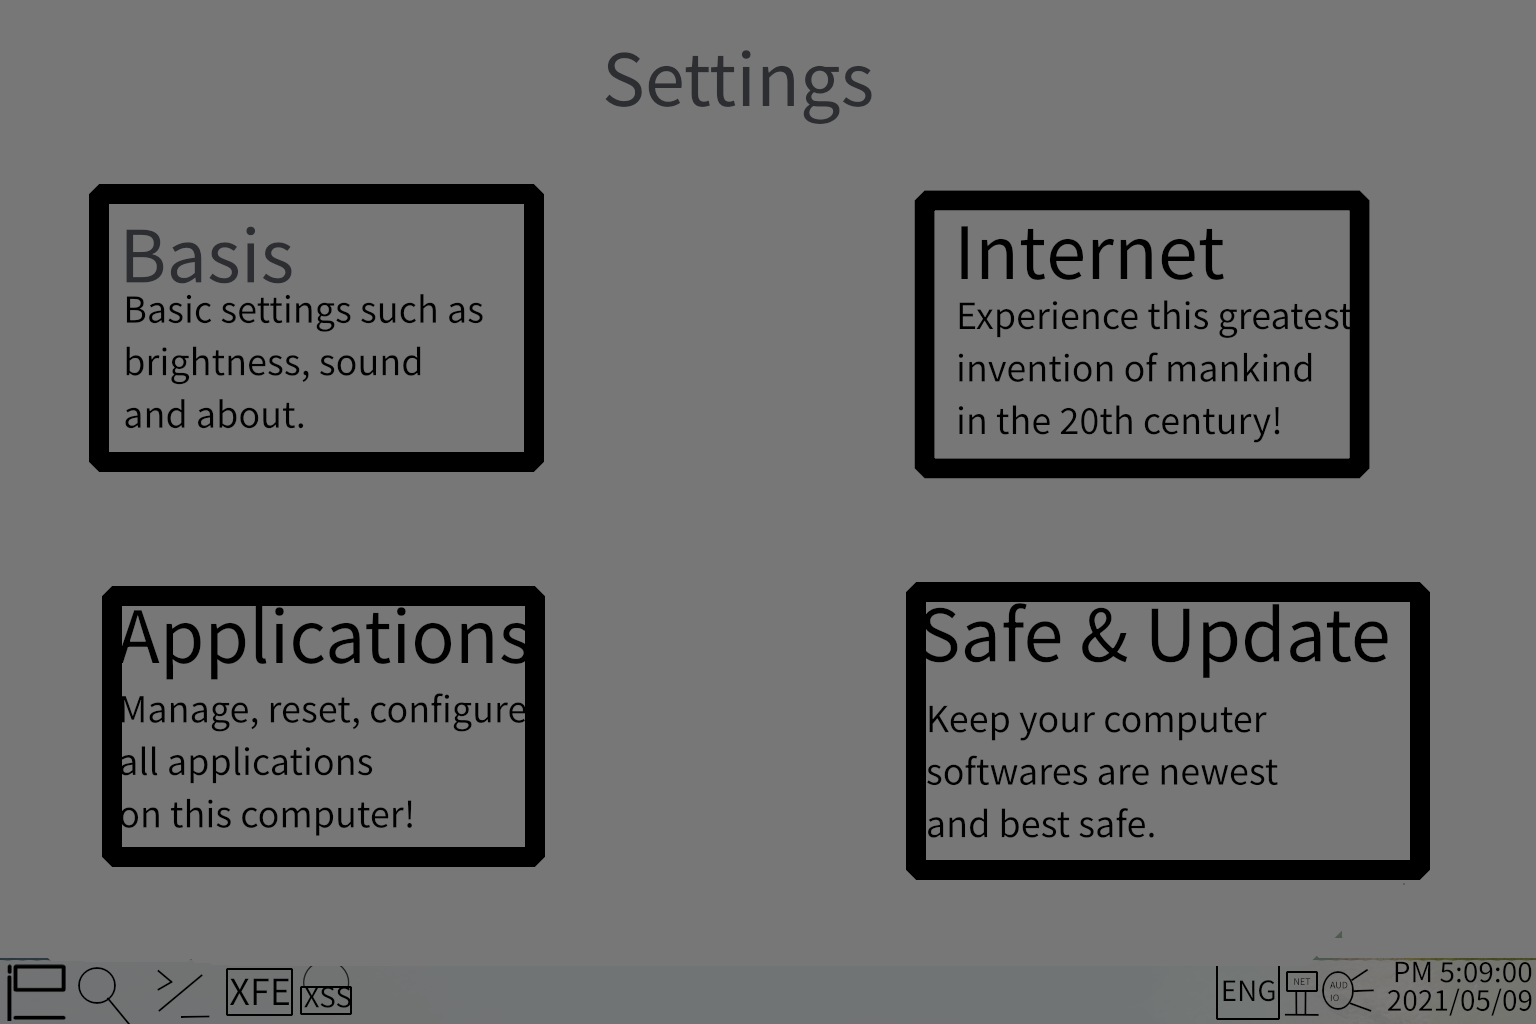 Settings
Basis
Basic settings such as
brightness, sound
and about.
Internet
Experience this greatest
invention of mankind
in the 20th century!
Applications
Manage, reset, configure
all applications
on this computer!
Safe & Update
Keep your computer
softwares are newest
and best safe.
XFE
XSS
ENG
NET
AUD
IO
PM 5:09:00
2021/05/09